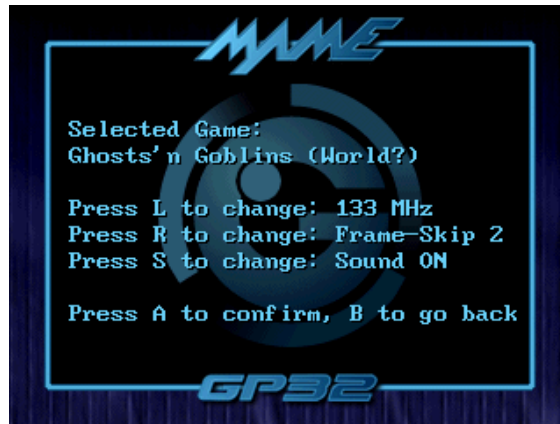 MAME
Selected Game:
Ghosts'n Goblins (World?)
Press L to change: 133 MHz
Press R to change: Frame-Skip 2
Press S to change: Sound ON
Press A to confirm, B to go back
GP32